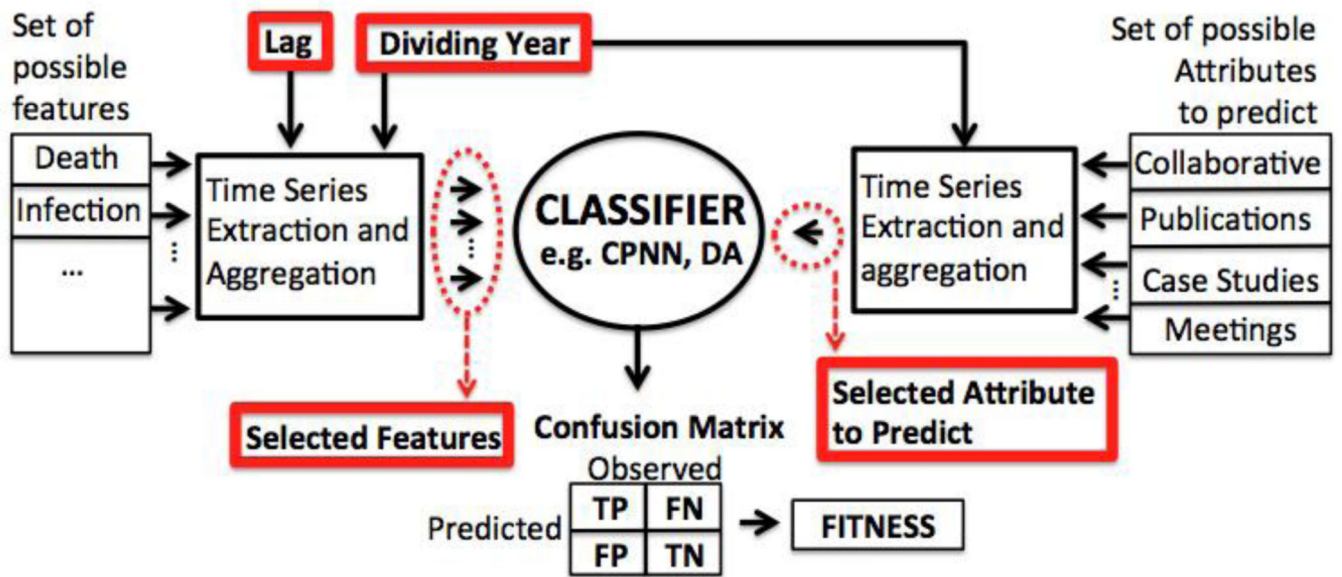 Set of
possible
features
Lag
Dividing Year
Set of possible
Attributes
to predict
Death
Infection
...
...
Time Series
Extraction and
Aggregation
...
CLASSIFIER
e.g. CPNN, DA
Time Series
Extraction and
aggregation
...
Collaborative
Publications
Case Studies
Meetings
Selected Features
Selected Attribute
to Predict
Confusion Matrix
Observed
Predicted
TP FN
FP TN
FITNESS